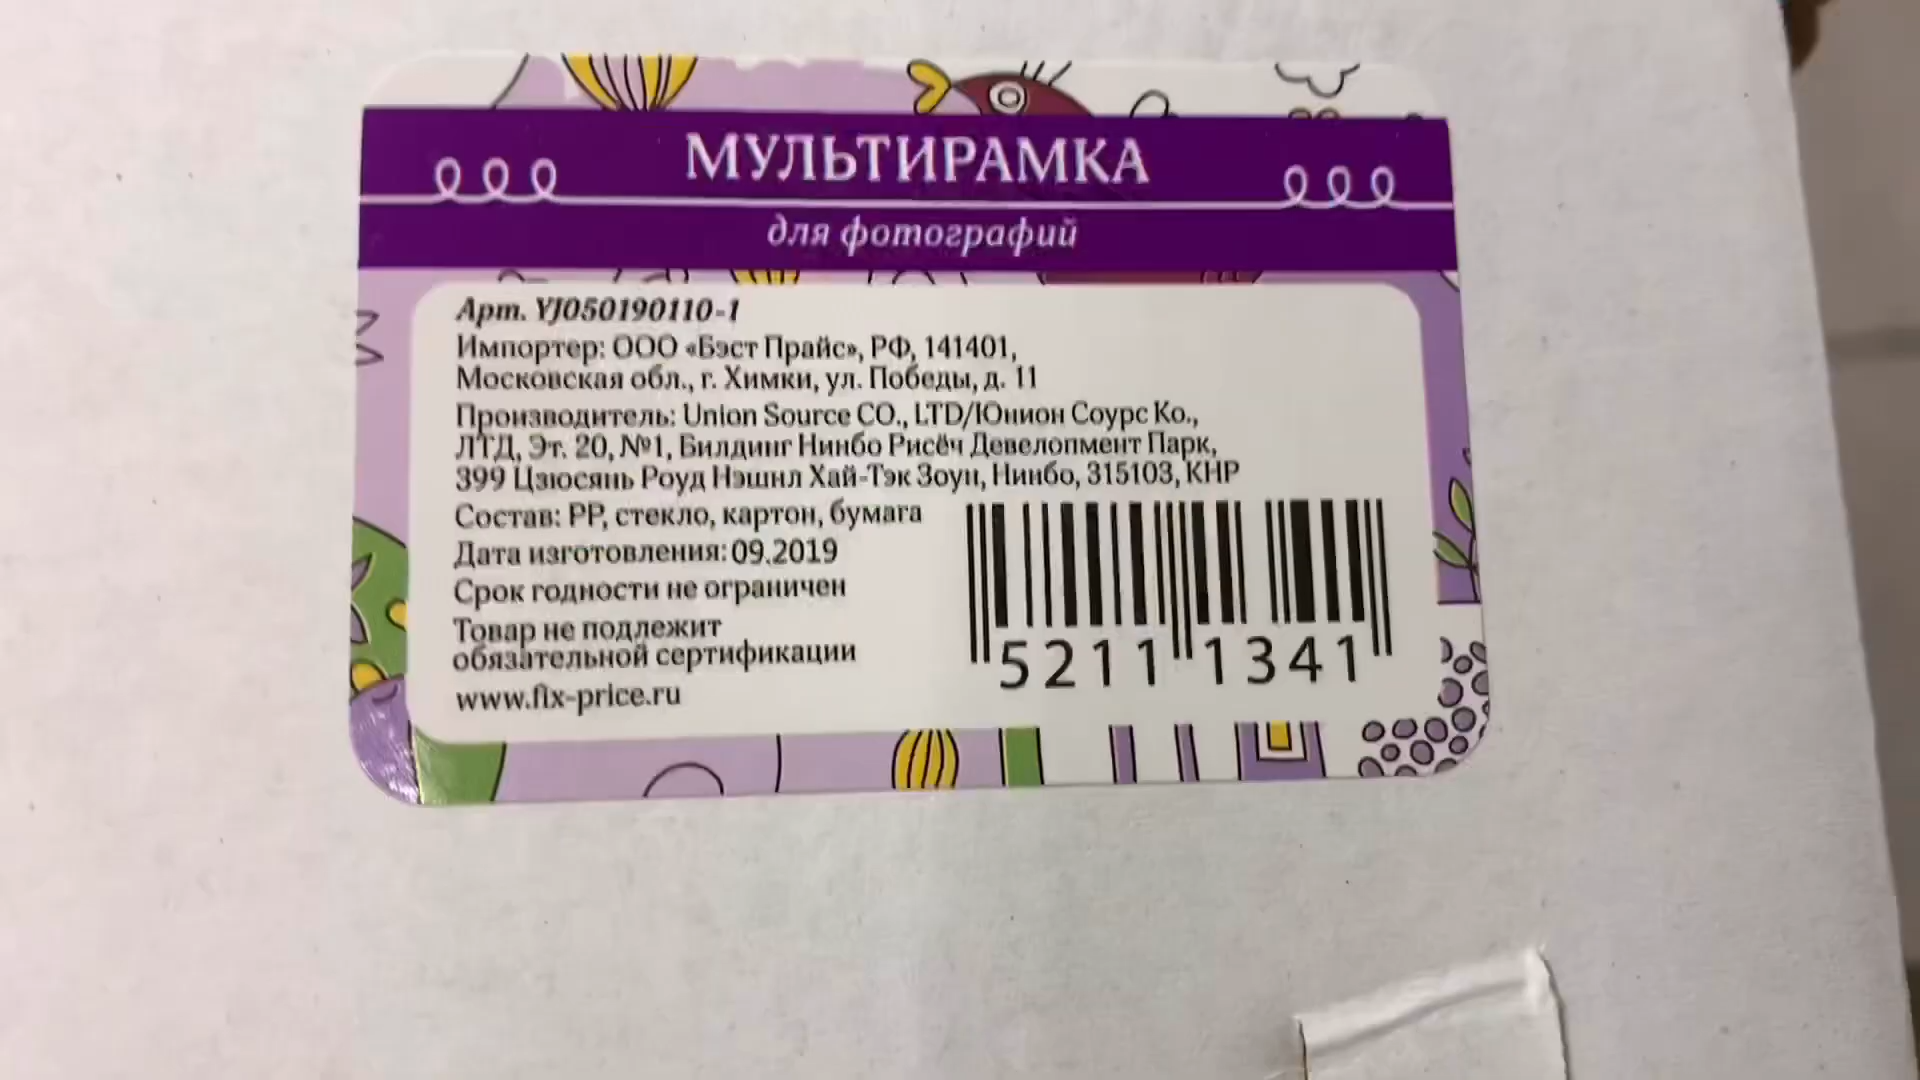 МУЛЬТИРАМКА
для фотографий
Арт. YJ050190110-1
Импортер: ООО «Бэст Прайс», РФ, 141401,
Московская обл., г. Химки, ул. Победы, д. 11
Производитель: Union Source CO., LTD/Юнион Соурс Ко.,
ЛТД, Эт. 20, №1, Билдинг Нинбо Рисёч Девелопмент Парк,
399 Цзюсянь Роуд Нэшнл Хай-Тэк Зоун, Нинбо, 315103, КНР
Состав: PP, стекло, картон, бумага
Дата изготовления: 09.2019
Срок годности не ограничен
Товар не подлежит
обязательной сертификации
www.fix-price.ru
5211 1341